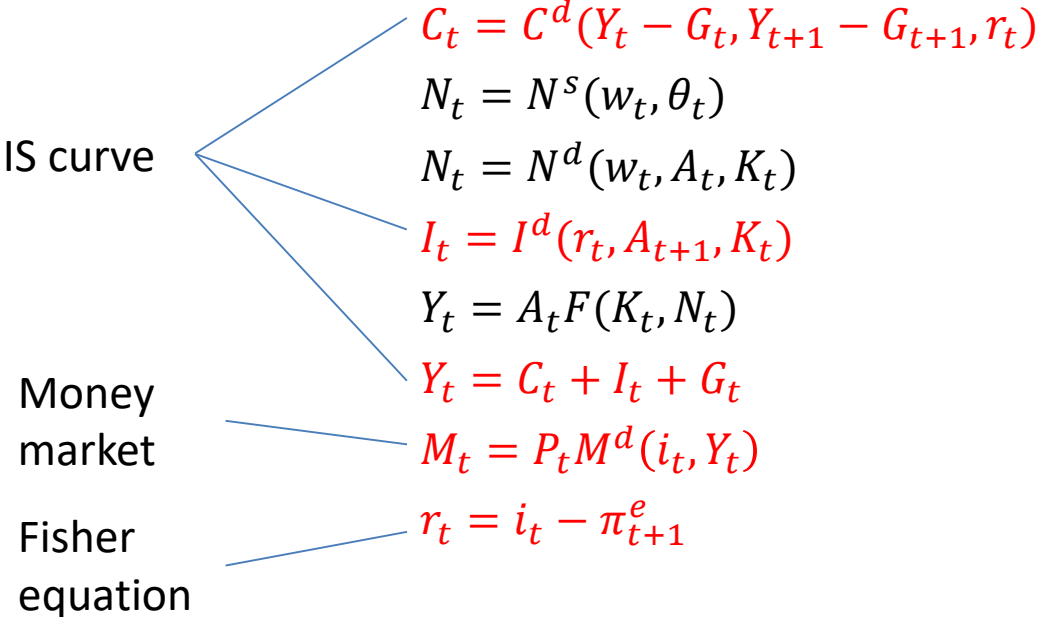 C_t = C^d(Y_t − G_t, Y_{t+1} − G_{t+1}, r_t)
N_t = N^s(w_t, θ_t)
IS curve
N_t = N^d(w_t, A_t, K_t)
I_t = I^d(r_t, A_{t+1}, K_t)
Y_t = A_t F(K_t, N_t)
Y_t = C_t + I_t + G_t
Money
market
M_t = P_t M^d(i_t, Y_t)
r_t = i_t − π^e_{t+1}
Fisher
equation